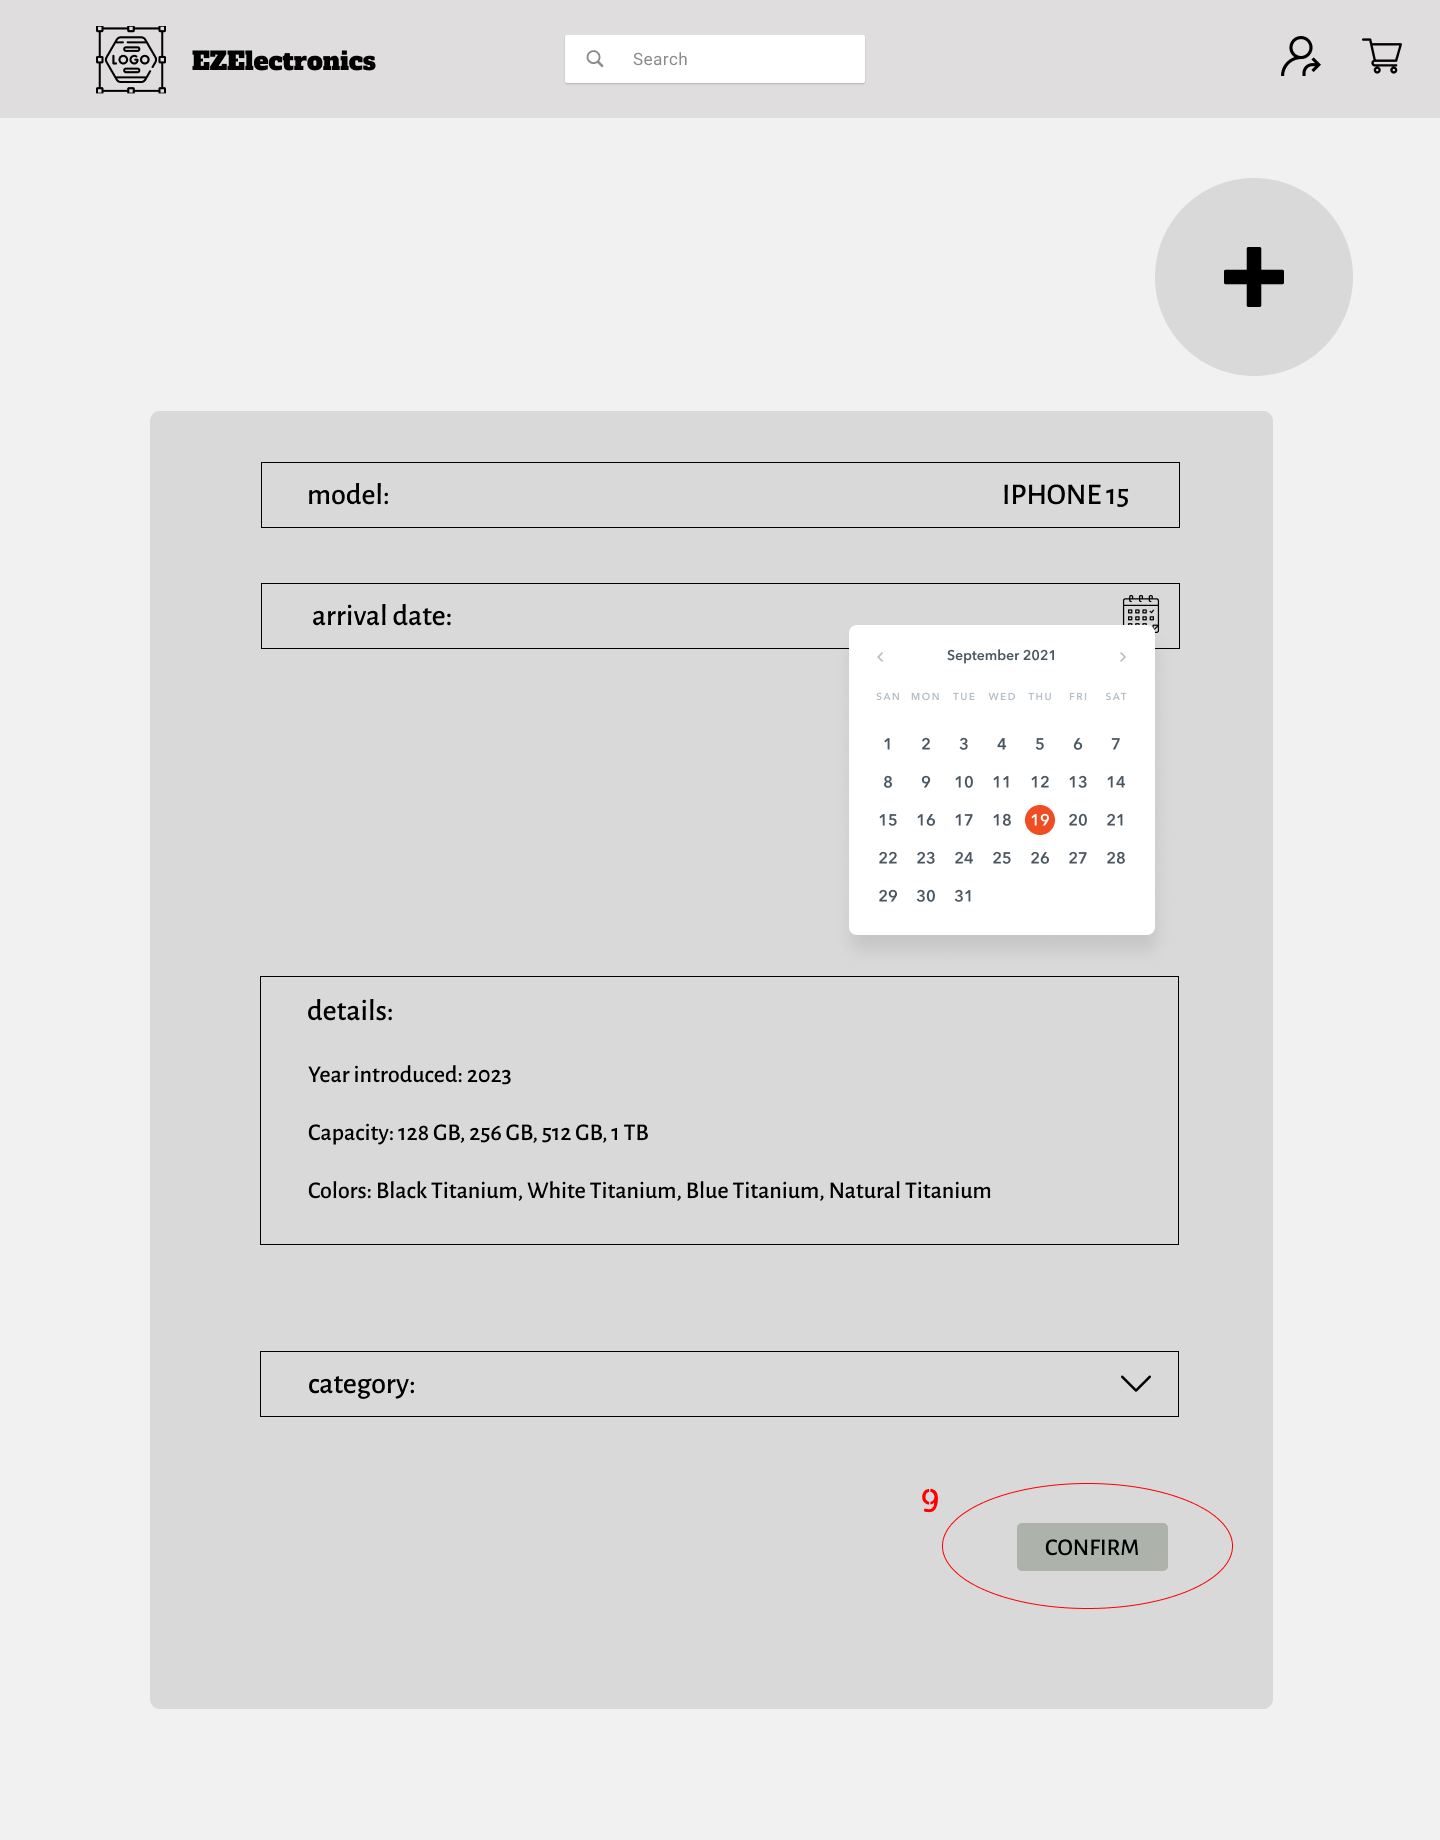 LOGO
EZElectronics
Search
model: IPHONE 15
arrival date:
September 2021
SAN MON TUE WED THU FRI SAT
1 2 3 4 5 6 7
8 9 10 11 12 13 14
15 16 17 18 19 20 21
22 23 24 25 26 27 28
29 30 31
details:
Year introduced: 2023
Capacity: 128 GB, 256 GB, 512 GB, 1 TB
Colors: Black Titanium, White Titanium, Blue Titanium, Natural Titanium
category:
9
CONFIRM